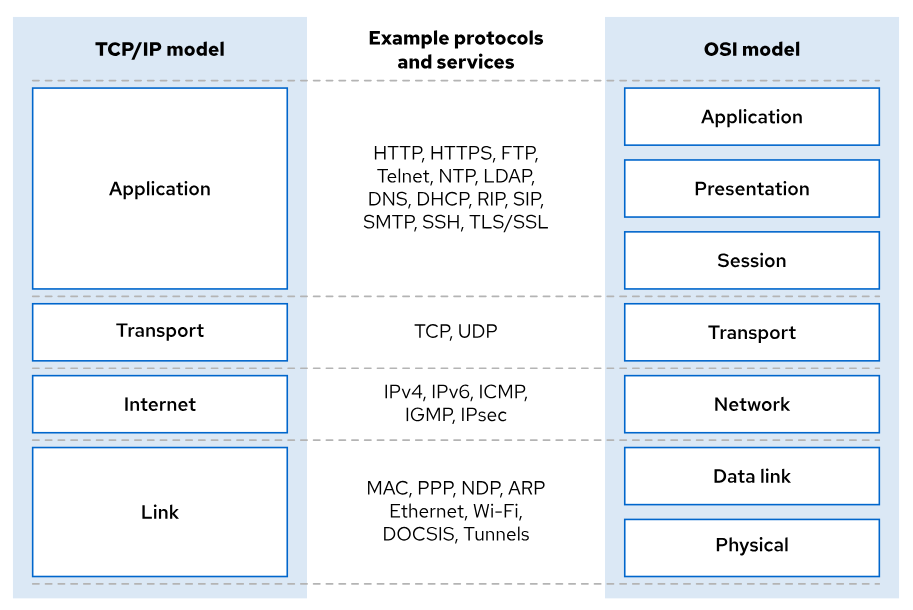 TCP/IP model
Example protocols
and services
OSI model
Application
HTTP, HTTPS, FTP,
Telnet, NTP, LDAP,
DNS, DHCP, RIP, SIP,
SMTP, SSH, TLS/SSL
Application
Presentation
Session
Transport
TCP, UDP
Transport
Internet
IPv4, IPv6, ICMP,
IGMP, IPsec
Network
Link
MAC, PPP, NDP, ARP
Ethernet, Wi-Fi,
DOCSIS, Tunnels
Data link
Physical